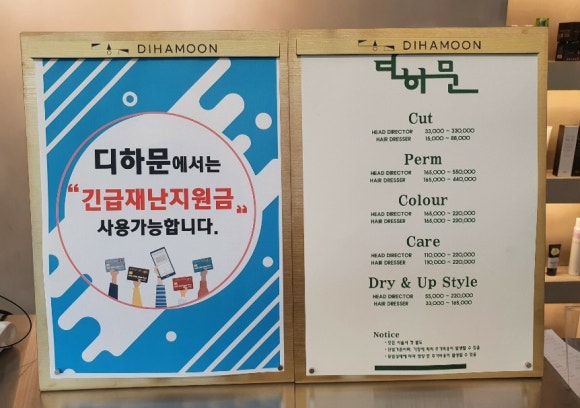 DIHAMOON
디하문에서는
“긴급재난지원금”
사용가능합니다.
DIHAMOON
디하문
Cut
HEAD DIRECTOR 33,000 ~ 330,000
HAIR DRESSER 18,000 ~ 88,000
Perm
HEAD DIRECTOR 165,000 ~ 550,000
HAIR DRESSER 165,000 ~ 440,000
Colour
HEAD DIRECTOR 165,000 ~ 220,000
HAIR DRESSER 165,000 ~ 220,000
Care
HEAD DIRECTOR 110,000 ~ 220,000
HAIR DRESSER 110,000 ~ 220,000
Dry & Up Style
HEAD DIRECTOR 55,000 ~ 220,000
HAIR DRESSER 33,000 ~ 165,000
Notice